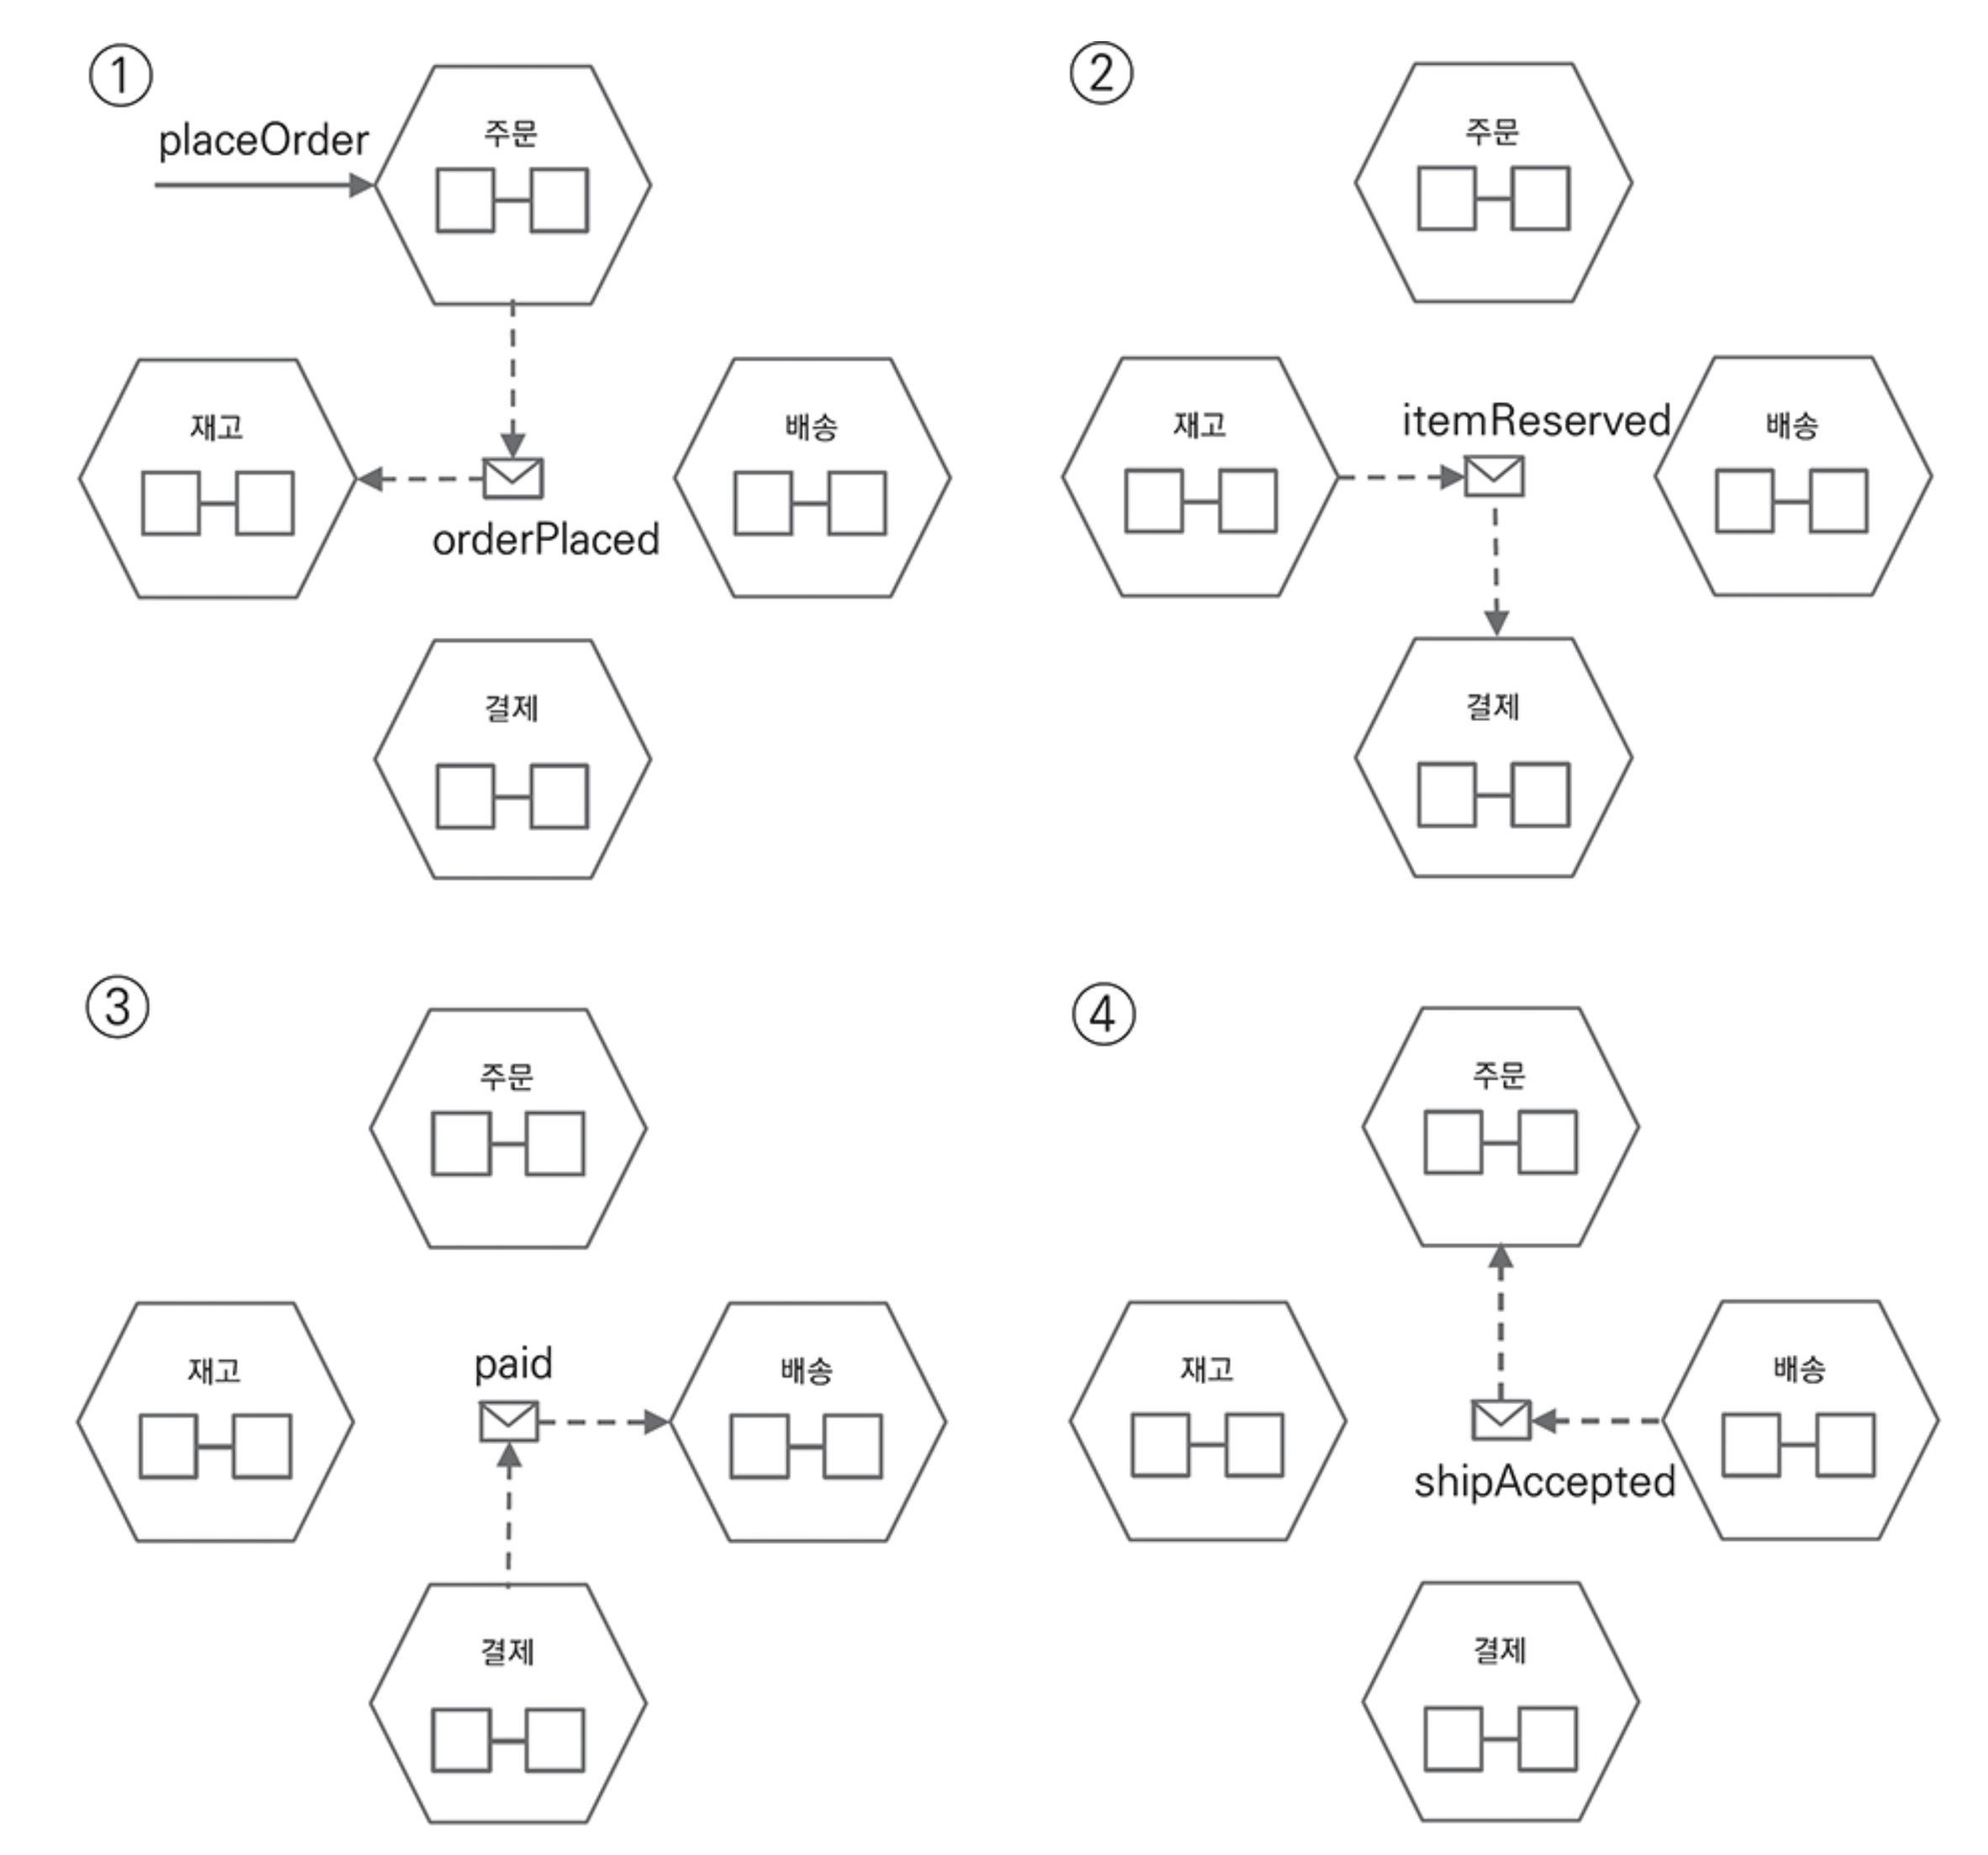 ①
placeOrder
주문
재고
배송
orderPlaced
결제
②
주문
재고
itemReserved
배송
결제
③
주문
재고
paid
배송
결제
④
주문
재고
배송
shipAccepted
결제